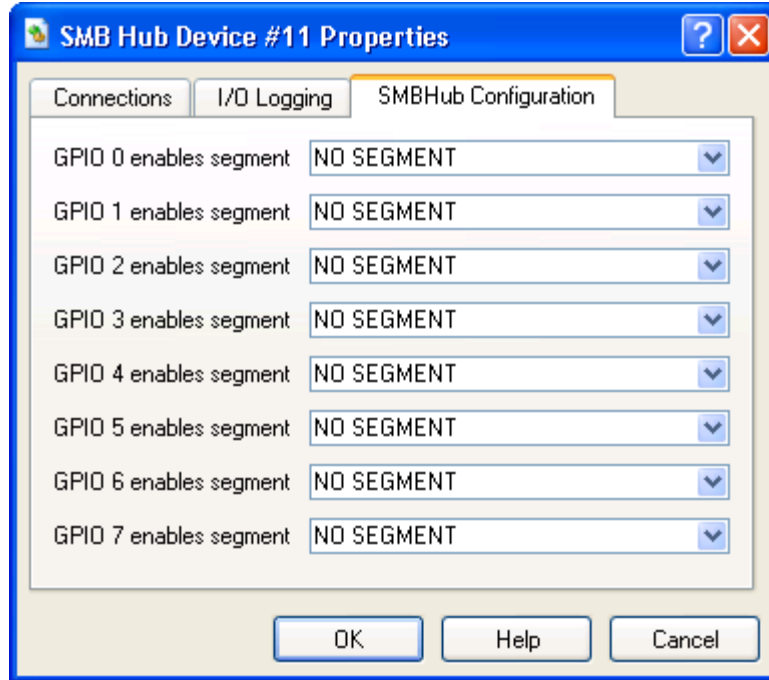 SMB Hub Device #11 Properties
Connections I/O Logging SMBHub Configuration
GPIO 0 enables segment NO SEGMENT
GPIO 1 enables segment NO SEGMENT
GPIO 2 enables segment NO SEGMENT
GPIO 3 enables segment NO SEGMENT
GPIO 4 enables segment NO SEGMENT
GPIO 5 enables segment NO SEGMENT
GPIO 6 enables segment NO SEGMENT
GPIO 7 enables segment NO SEGMENT
OK Help Cancel